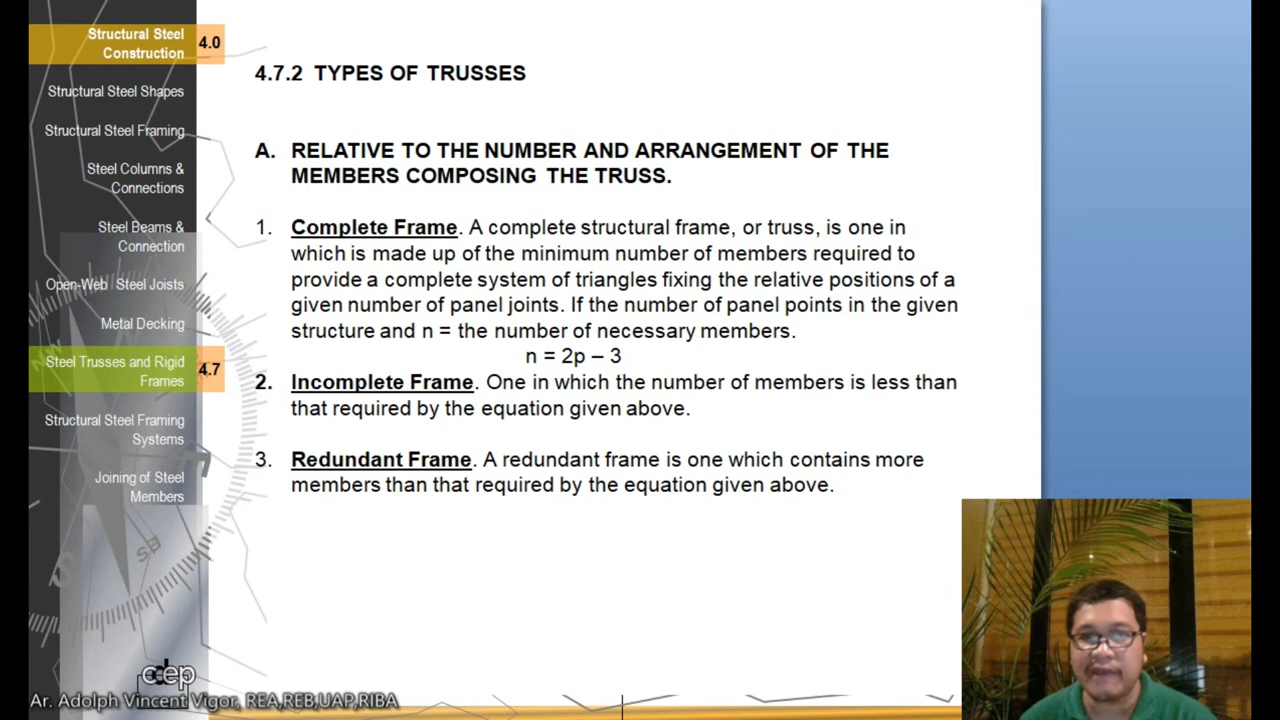 Structural Steel
Construction
4.0
Structural Steel Shapes
Structural Steel Framing
Steel Columns &
Connections
Steel Beams &
Connection
Open-Web Steel Joists
Metal Decking
Steel Trusses and Rigid
Frames
4.7
Structural Steel Framing
Systems
Joining of Steel
Members
4.7.2 TYPES OF TRUSSES
A. RELATIVE TO THE NUMBER AND ARRANGEMENT OF THE
MEMBERS COMPOSING THE TRUSS.
1. Complete Frame. A complete structural frame, or truss, is one in
which is made up of the minimum number of members required to
provide a complete system of triangles fixing the relative positions of a
given number of panel joints. If the number of panel points in the given
structure and n = the number of necessary members.
n = 2p – 3
2. Incomplete Frame. One in which the number of members is less than
that required by the equation given above.
3. Redundant Frame. A redundant frame is one which contains more
members than that required by the equation given above.
SE
S
cdep
Ar. Adolph Vincent Vigor, REA,REB,UAP,RIBA